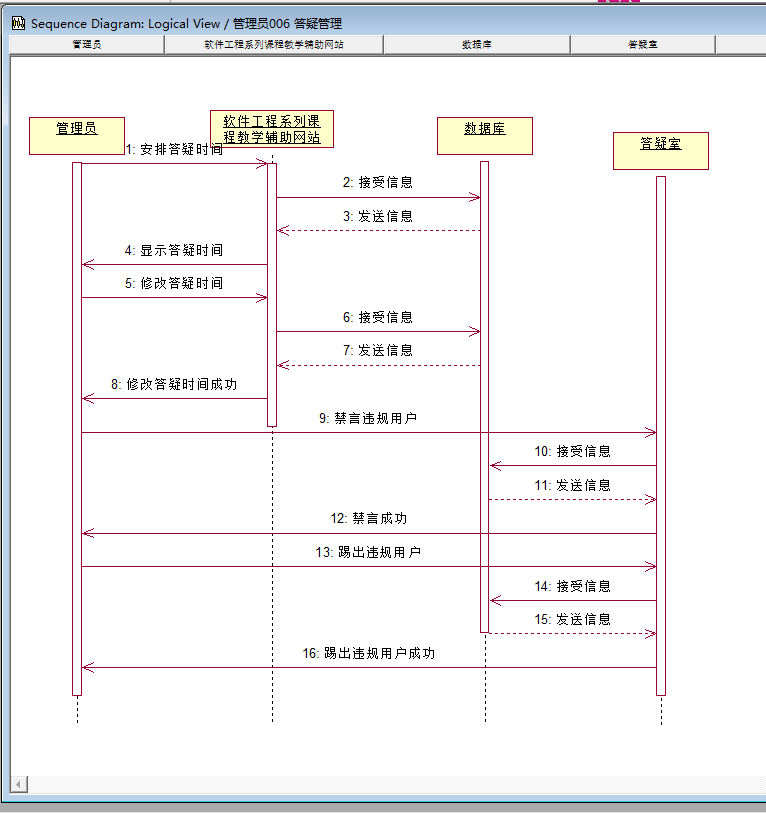 Sequence Diagram: Logical View / 管理员006 答疑管理
管理员 软件工程系列课程教学辅助网站 数据库 答疑室
管理员
软件工程系列课
程教学辅助网站
数据库
答疑室
1: 安排答疑时间
2: 接受信息
3: 发送信息
4: 显示答疑时间
5: 修改答疑时间
6: 接受信息
7: 发送信息
8: 修改答疑时间成功
9: 禁言违规用户
10: 接受信息
11: 发送信息
12: 禁言成功
13: 踢出违规用户
14: 接受信息
15: 发送信息
16: 踢出违规用户成功